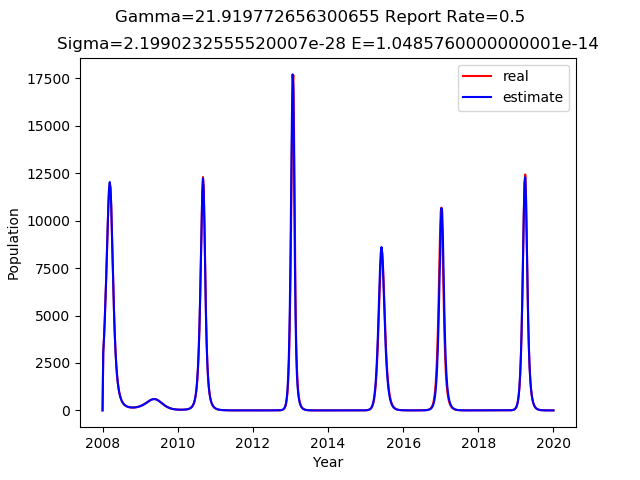 Gamma=21.919772656300655 Report Rate=0.5
Sigma=2.1990232555520007e-28 E=1.0485760000000001e-14
real
estimate
Population
17500
15000
12500
10000
7500
5000
2500
0
2008
2010
2012
2014
2016
2018
2020
Year